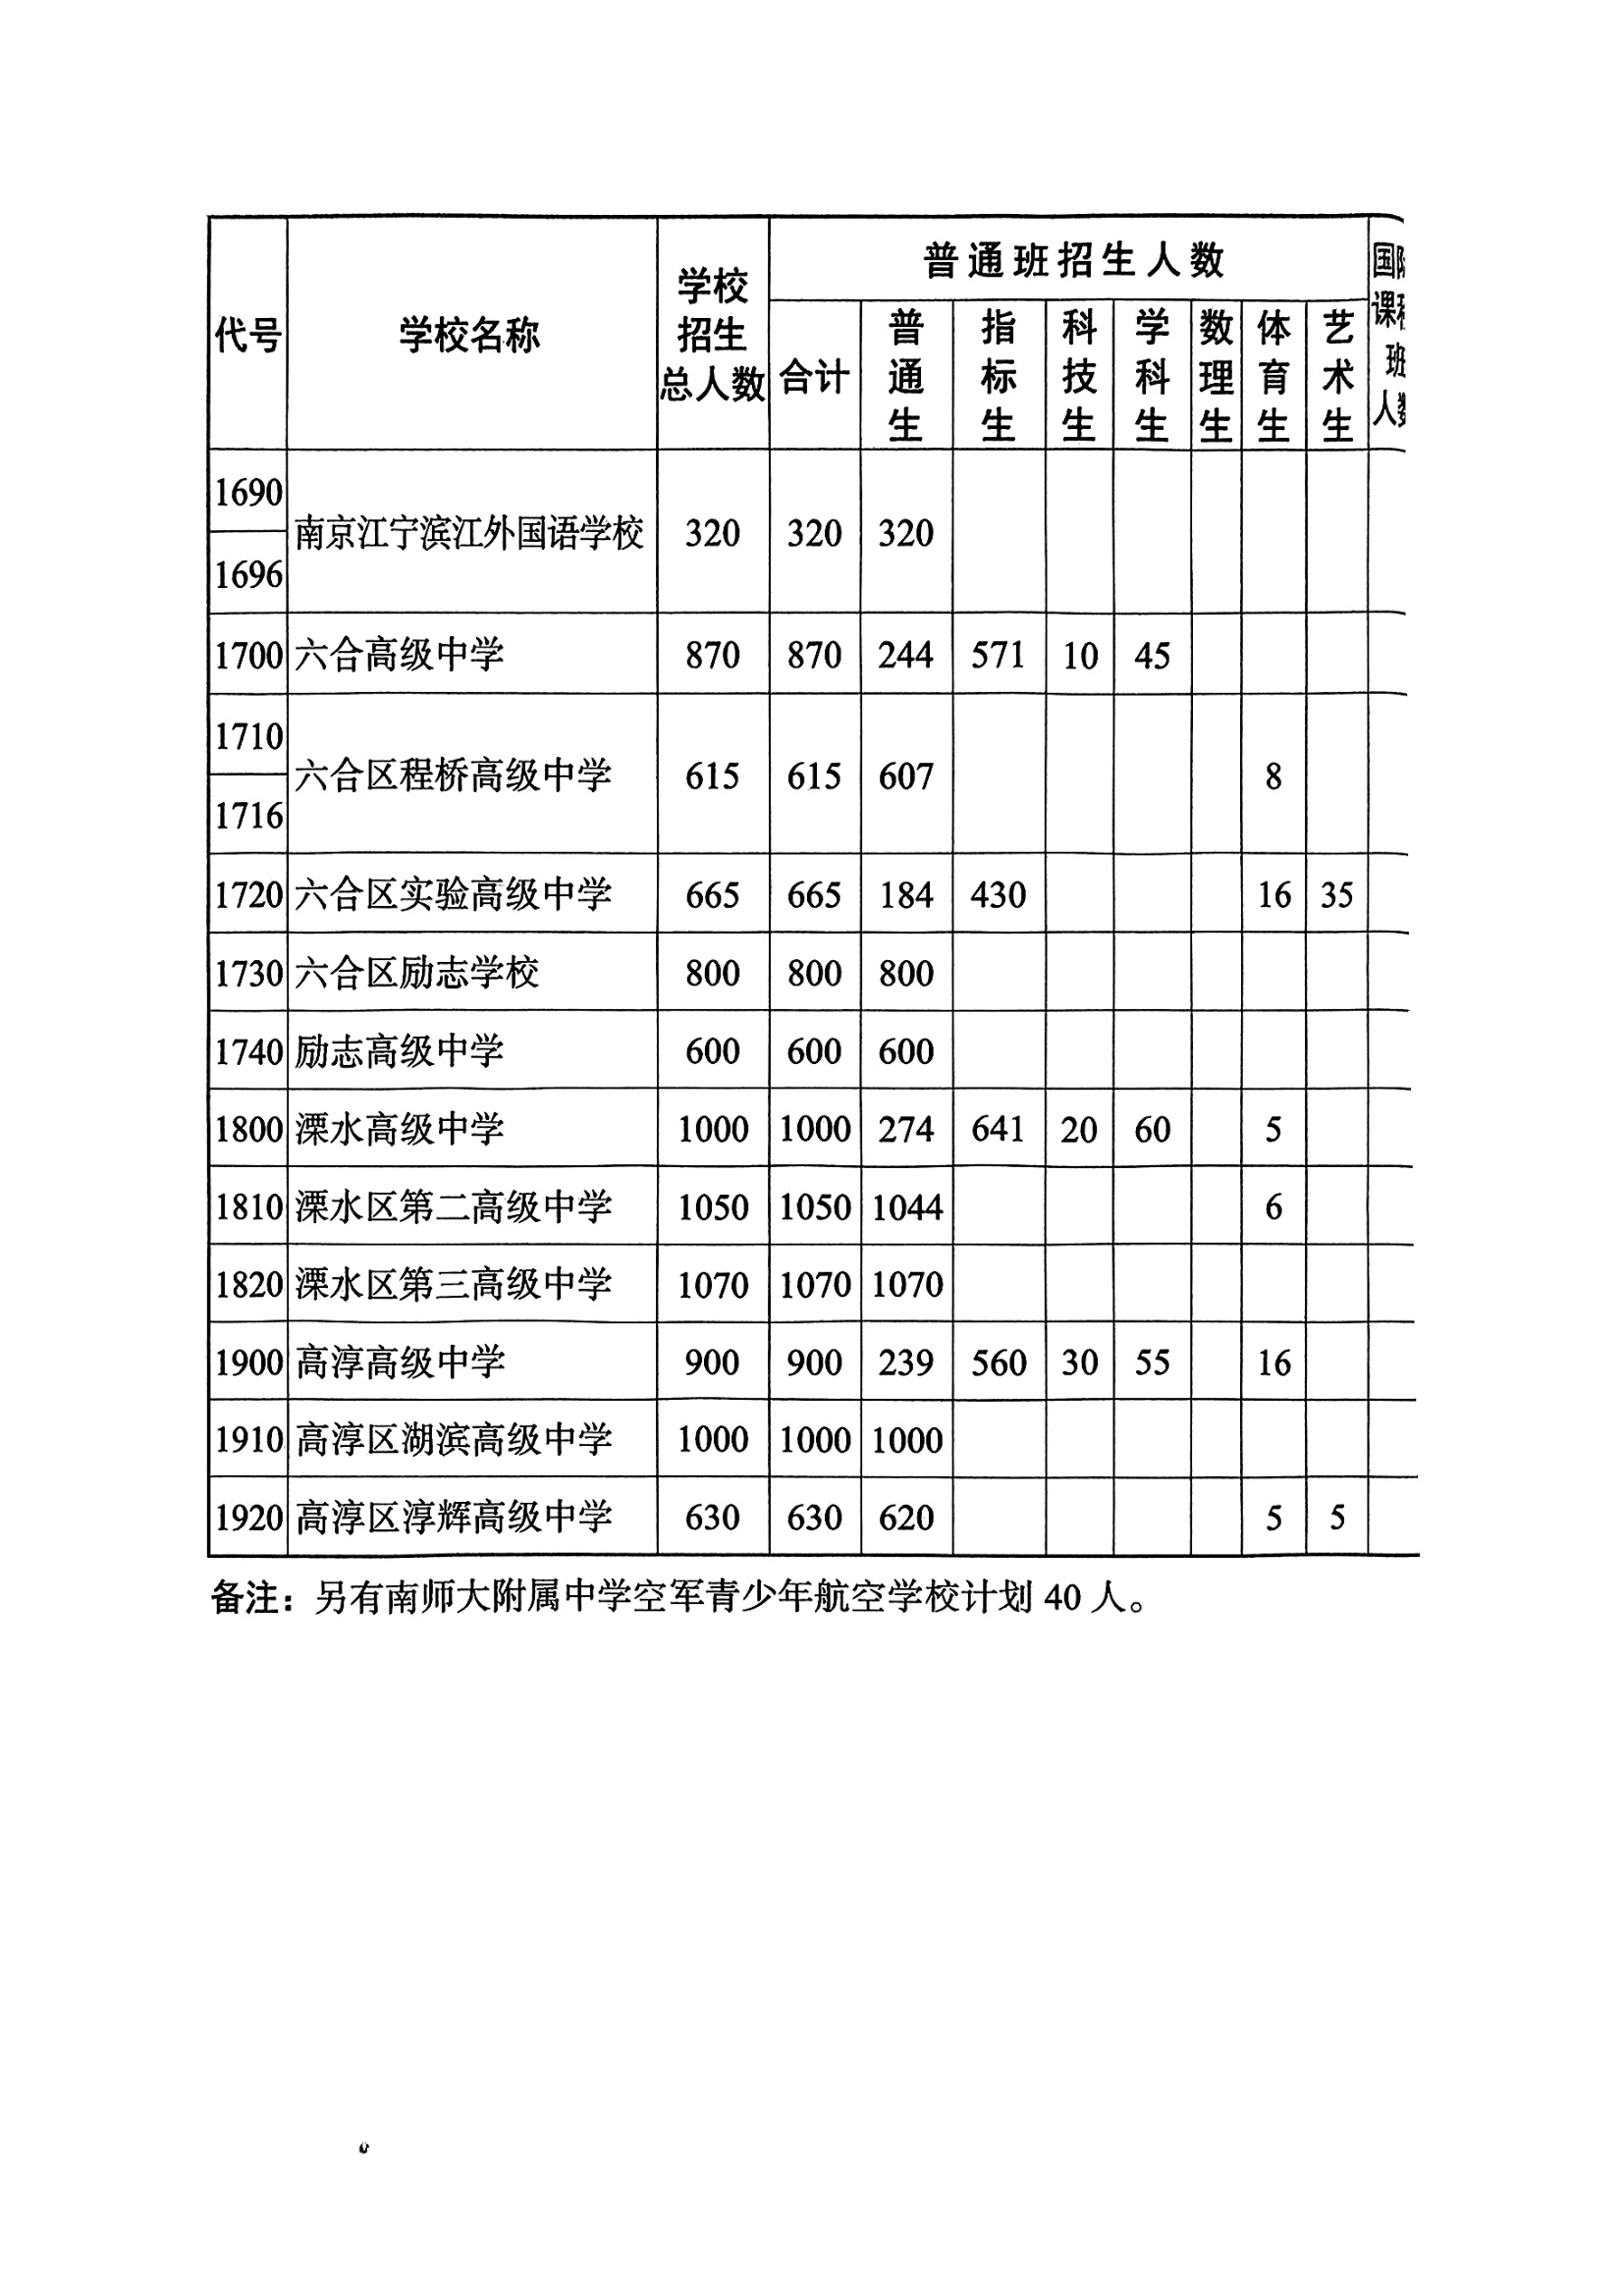 代号 学校名称 学校招生总人数 普通班招生人数 国际课程班人数
合计 普通生 指标生 科技生 学科生 数理生 体育生 艺术生
1690
南京江宁滨江外国语学校 320 320 320
1696
1700 六合高级中学 870 870 244 571 10 45
1710
六合区程桥高级中学 615 615 607 8
1716
1720 六合区实验高级中学 665 665 184 430 16 35
1730 六合区励志学校 800 800 800
1740 励志高级中学 600 600 600
1800 溧水高级中学 1000 1000 274 641 20 60 5
1810 溧水区第二高级中学 1050 1050 1044 6
1820 溧水区第三高级中学 1070 1070 1070
1900 高淳高级中学 900 900 239 560 30 55 16
1910 高淳区湖滨高级中学 1000 1000 1000
1920 高淳区淳辉高级中学 630 630 620 5 5
备注：另有南师大附属中学空军青少年航空学校计划 40 人。